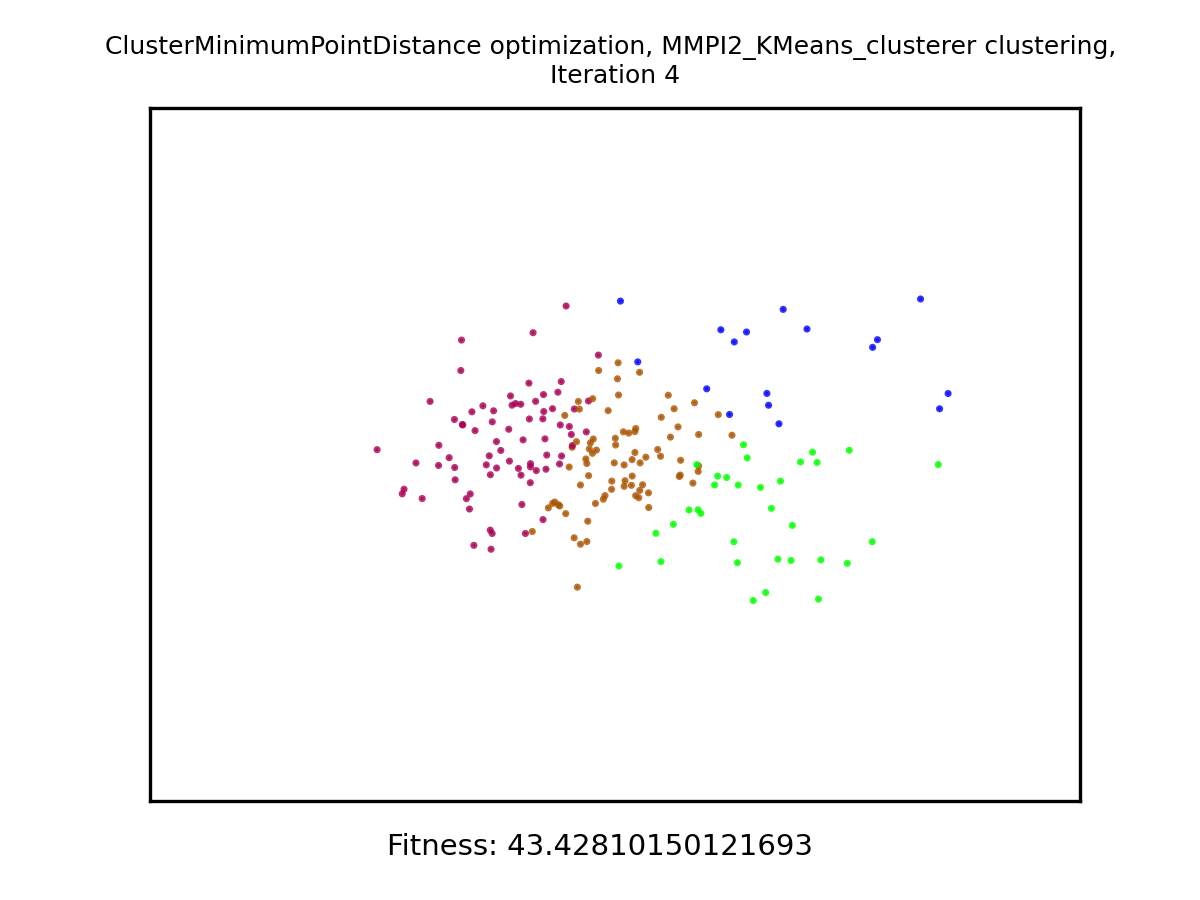 ClusterMinimumPointDistance optimization, MMPI2_KMeans_clusterer clustering,
Iteration 4
Fitness: 43.42810150121693